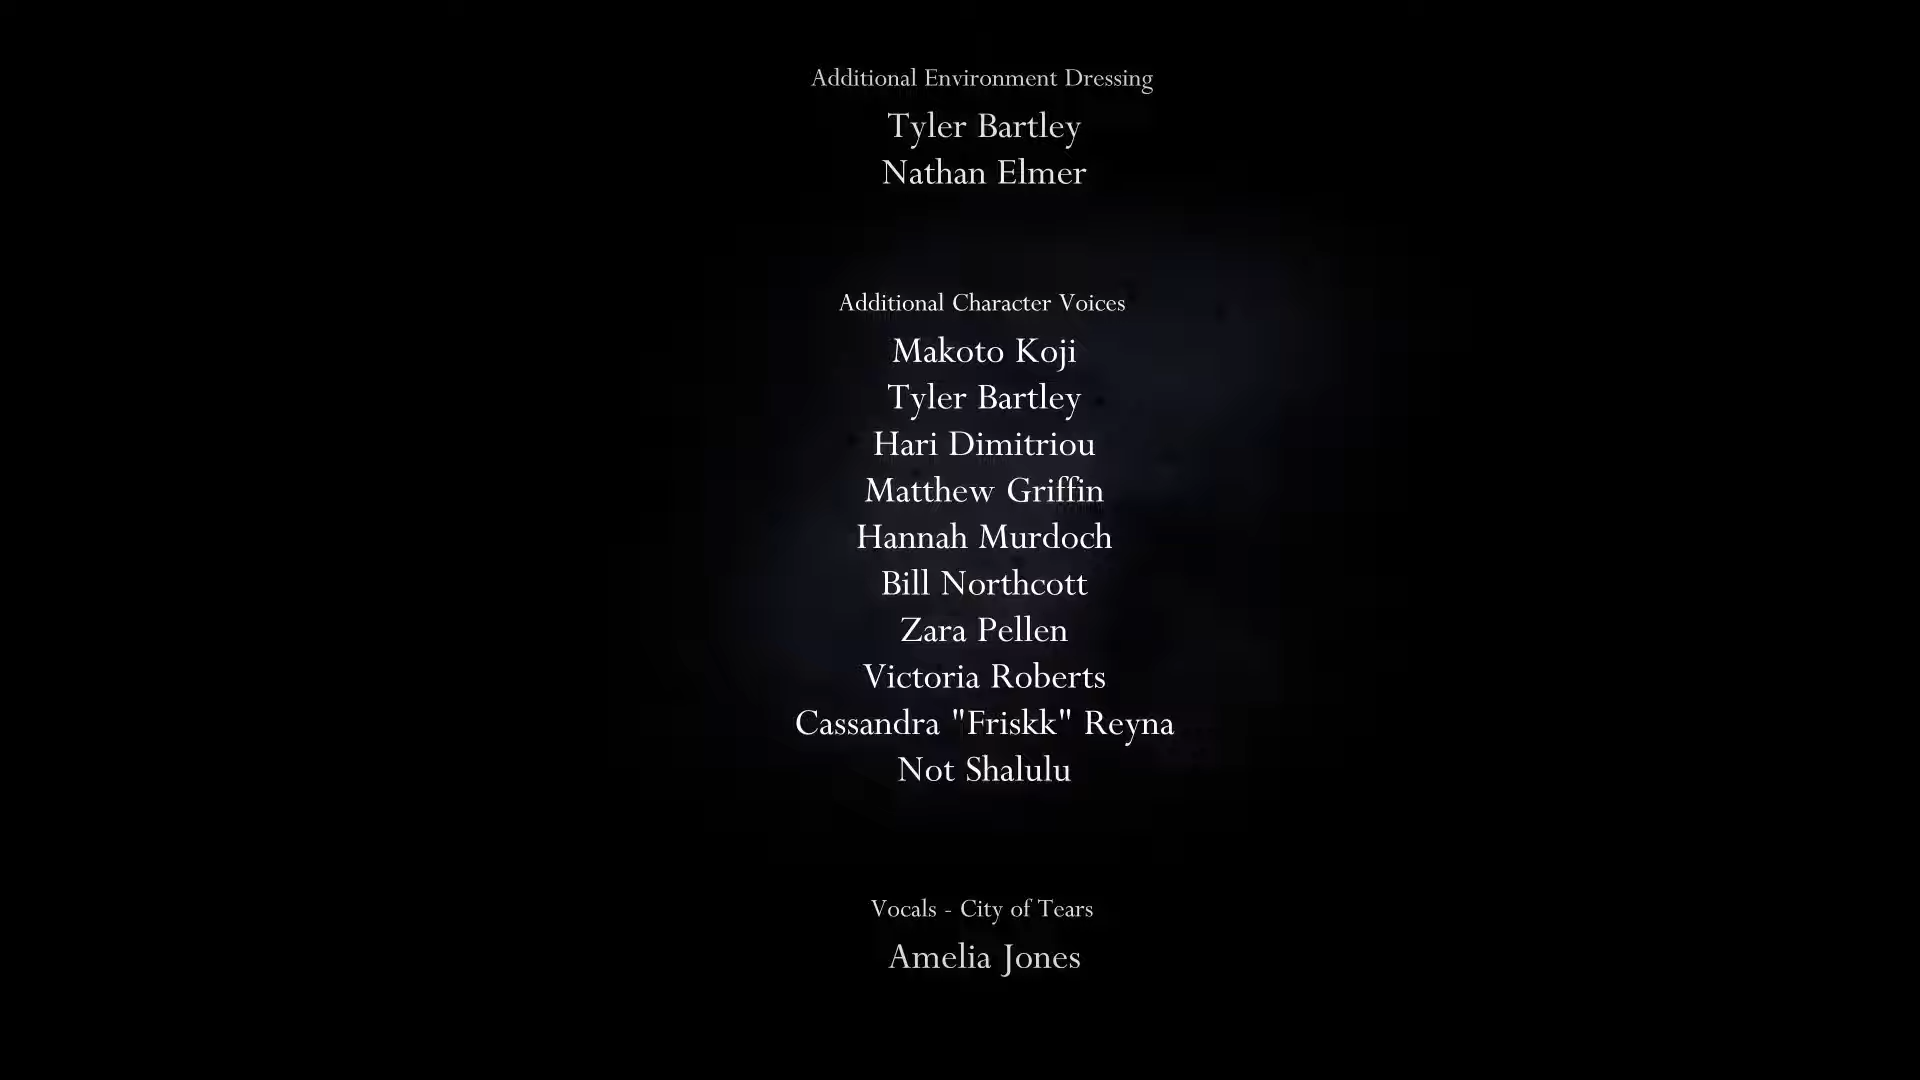 Additional Environment Dressing
Tyler Bartley
Nathan Elmer
Additional Character Voices
Makoto Koji
Tyler Bartley
Hari Dimitriou
Matthew Griffin
Hannah Murdoch
Bill Northcott
Zara Pellen
Victoria Roberts
Cassandra "Friskk" Reyna
Not Shalulu
Vocals - City of Tears
Amelia Jones